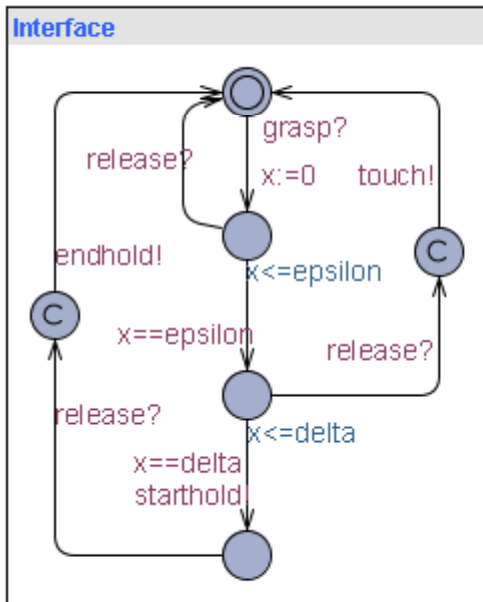 Interface
grasp?
release?
x:=0
touch!
endhold!
C
x<=epsilon
C
x==epsilon
release?
release?
x<=delta
x==delta
starthold!